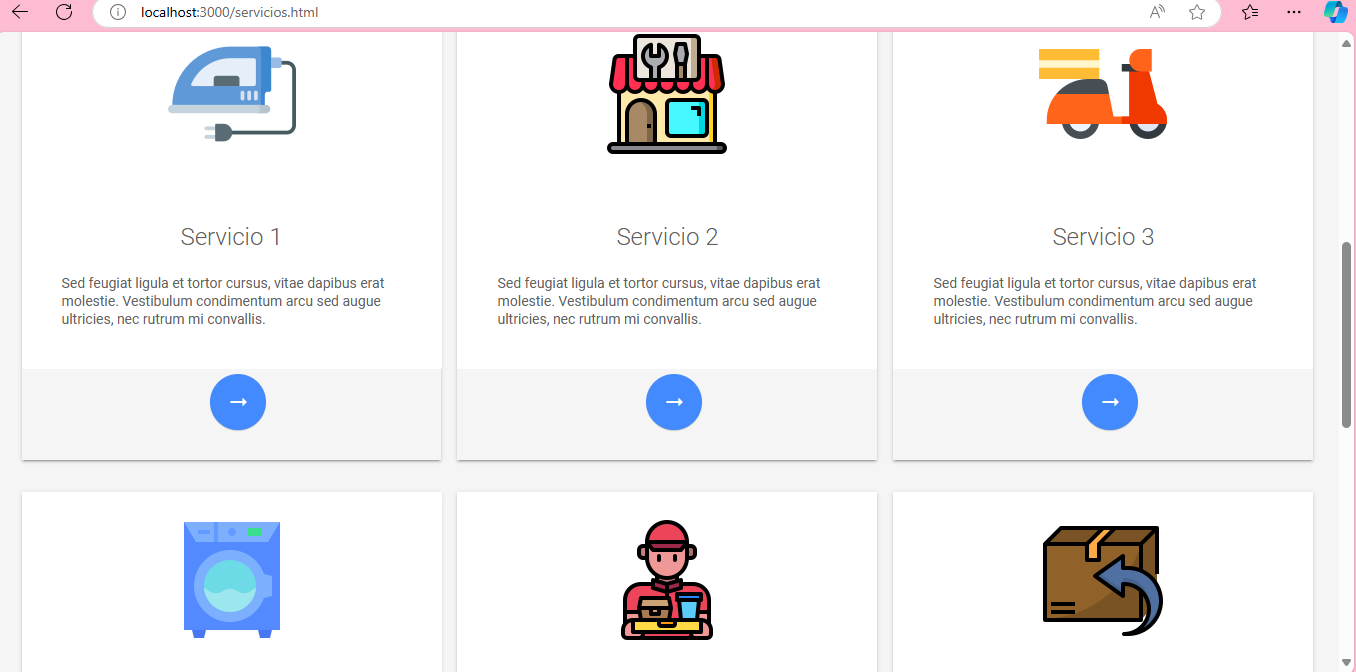 localhost:3000/servicios.html
Servicio 1
Sed feugiat ligula et tortor cursus, vitae dapibus erat
molestie. Vestibulum condimentum arcu sed augue
ultricies, nec rutrum mi convallis.
Servicio 2
Sed feugiat ligula et tortor cursus, vitae dapibus erat
molestie. Vestibulum condimentum arcu sed augue
ultricies, nec rutrum mi convallis.
Servicio 3
Sed feugiat ligula et tortor cursus, vitae dapibus erat
molestie. Vestibulum condimentum arcu sed augue
ultricies, nec rutrum mi convallis.